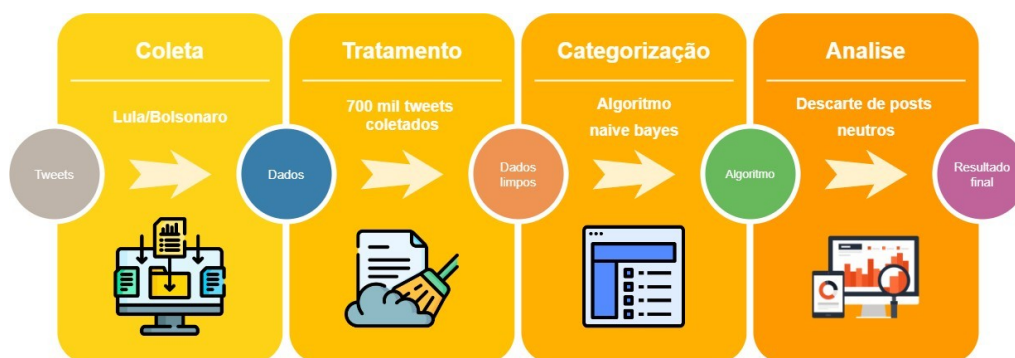 Coleta
Lula/Bolsonaro
Tratamento
700 mil tweets
coletados
Categorização
Algoritmo
naive bayes
Analise
Descarte de posts
neutros
Tweets
Dados
Dados
limpos
Algoritmo
Resultado
final